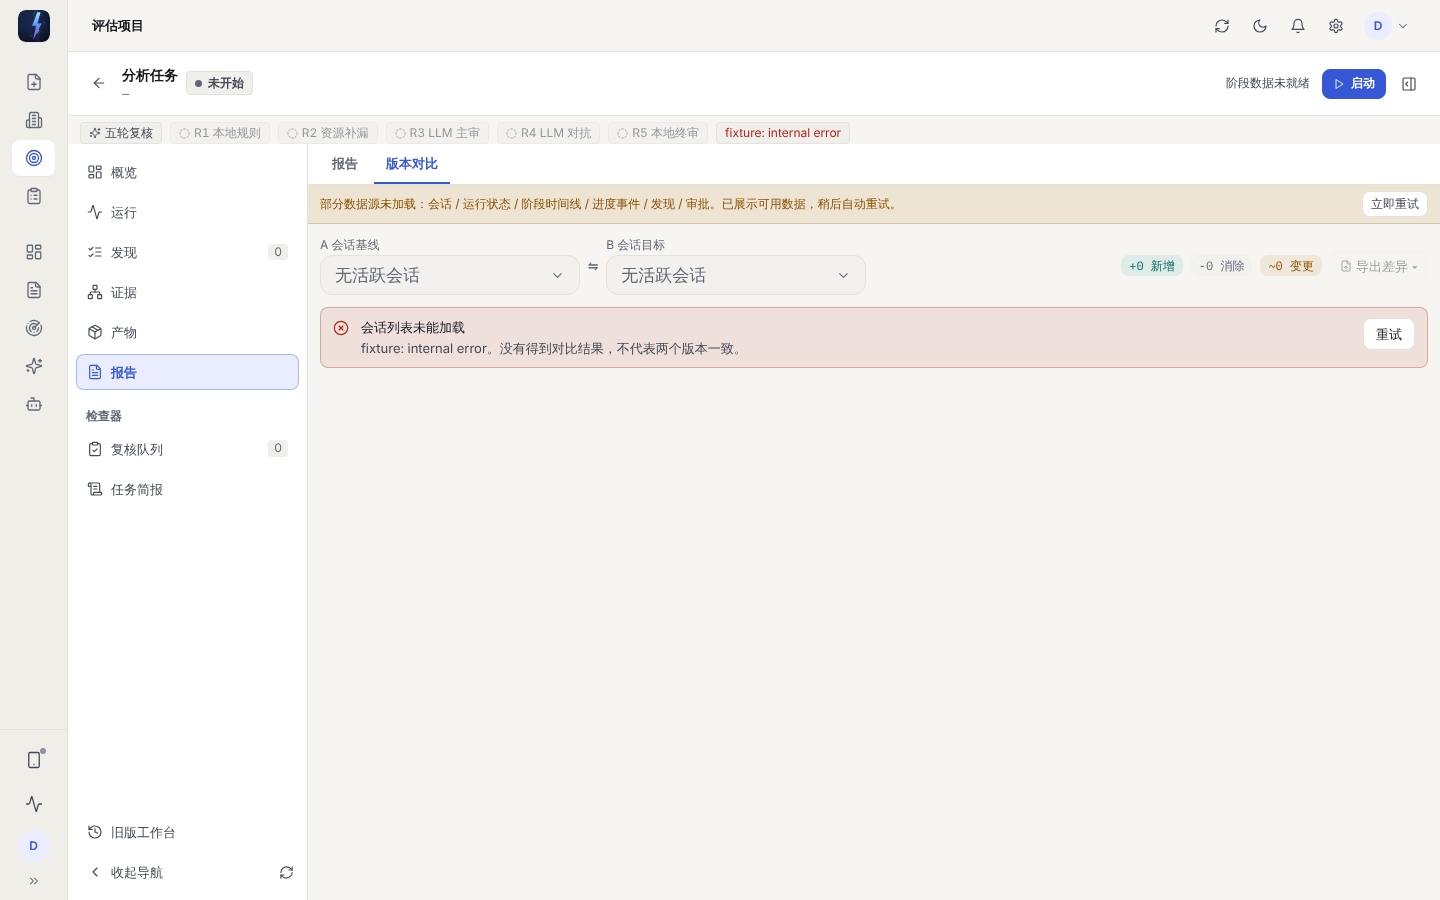 评估项目
D
分析任务
—
未开始
阶段数据未就绪
启动
五轮复核
R1 本地规则
R2 资源补漏
R3 LLM 主审
R4 LLM 对抗
R5 本地终审
fixture: internal error
概览
运行
发现
0
证据
产物
报告
检查器
复核队列
0
任务简报
旧版工作台
收起导航
D
报告
版本对比
部分数据源未加载：会话 / 运行状态 / 阶段时间线 / 进度事件 / 发现 / 审批。已展示可用数据，稍后自动重试。
立即重试
A 会话基线
无活跃会话
⇋
B 会话目标
无活跃会话
+0 新增
-0 消除
~0 变更
导出差异
会话列表未能加载
fixture: internal error。没有得到对比结果，不代表两个版本一致。
重试